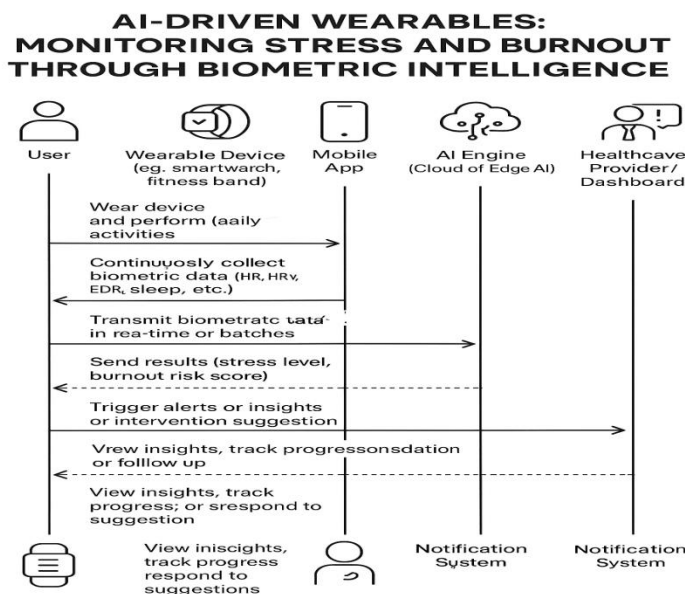 AI-DRIVEN WEARABLES:
MONITORING STRESS AND BURNOUT
THROUGH BIOMETRIC INTELLIGENCE
User
Wearable Device
(eg. smartwarch,
fitness band)
Mobile
App
AI Engine
(Cloud of Edge AI)
Healthcave
Provider/
Dashboard
Wear device
and perform (aaily
activities
Continuyosly collect
biometric data (HR, HRv,
EDR, sleep, etc.)
Transmit biometratc data
in rea-time or batches
Send results (stress level,
burnout risk score)
Trigger alerts or insights
or intervention suggestion
Vrew insights, track progressonsdation
or folllow up
View insights, track
progress; or srespond to
suggestion
View iniscights,
track progress
respond to
suggestions
Notification
System
Notification
System